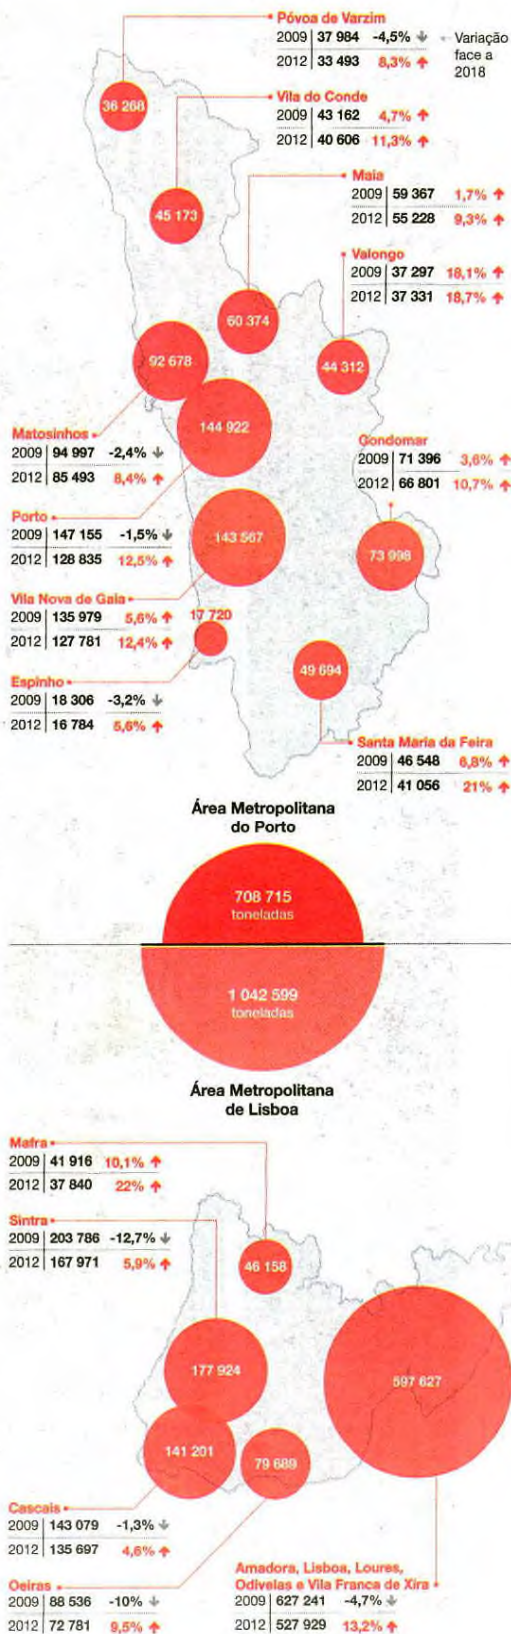 Póvoa de Varzim
2009 37 984 -4,5% ↓ Variação
2012 33 493 8,3% ↑ face a
2018
36 268
Vila do Conde
2009 43 162 4,7% ↑
2012 40 606 11,3% ↑
45 173
Maia
2009 59 367 1,7% ↑
2012 55 228 9,3% ↑
60 374
Valongo
2009 37 297 18,1% ↑
2012 37 331 18,7% ↑
44 312
92 678
144 922
Matosinhos
2009 94 997 -2,4% ↓
2012 85 493 8,4% ↑
Gondomar
2009 71 396 3,6% ↑
2012 66 801 10,7% ↑
73 998
Porto
2009 147 155 -1,5% ↓
2012 128 835 12,5% ↑
143 567
Vila Nova de Gaia
2009 135 979 5,6% ↑
2012 127 781 12,4% ↑
17 720
Espinho
2009 18 306 -3,2% ↓
2012 16 784 5,6% ↑
49 694
Santa Maria da Feira
2009 46 548 6,8% ↑
2012 41 056 21% ↑
Área Metropolitana
do Porto
708 715
toneladas
1 042 599
toneladas
Área Metropolitana
de Lisboa
Mafra
2009 41 916 10,1% ↑
2012 37 840 22% ↑
46 158
Sintra
2009 203 786 -12,7% ↓
2012 167 971 5,9% ↑
177 924
597 627
141 201
79 689
Cascais
2009 143 079 -1,3% ↓
2012 135 697 4,6% ↑
Oeiras
2009 88 536 -10% ↓
2012 72 781 9,5% ↑
Amadora, Lisboa, Loures,
Odivelas e Vila Franca de Xira
2009 627 241 -4,7% ↓
2012 527 929 13,2% ↑